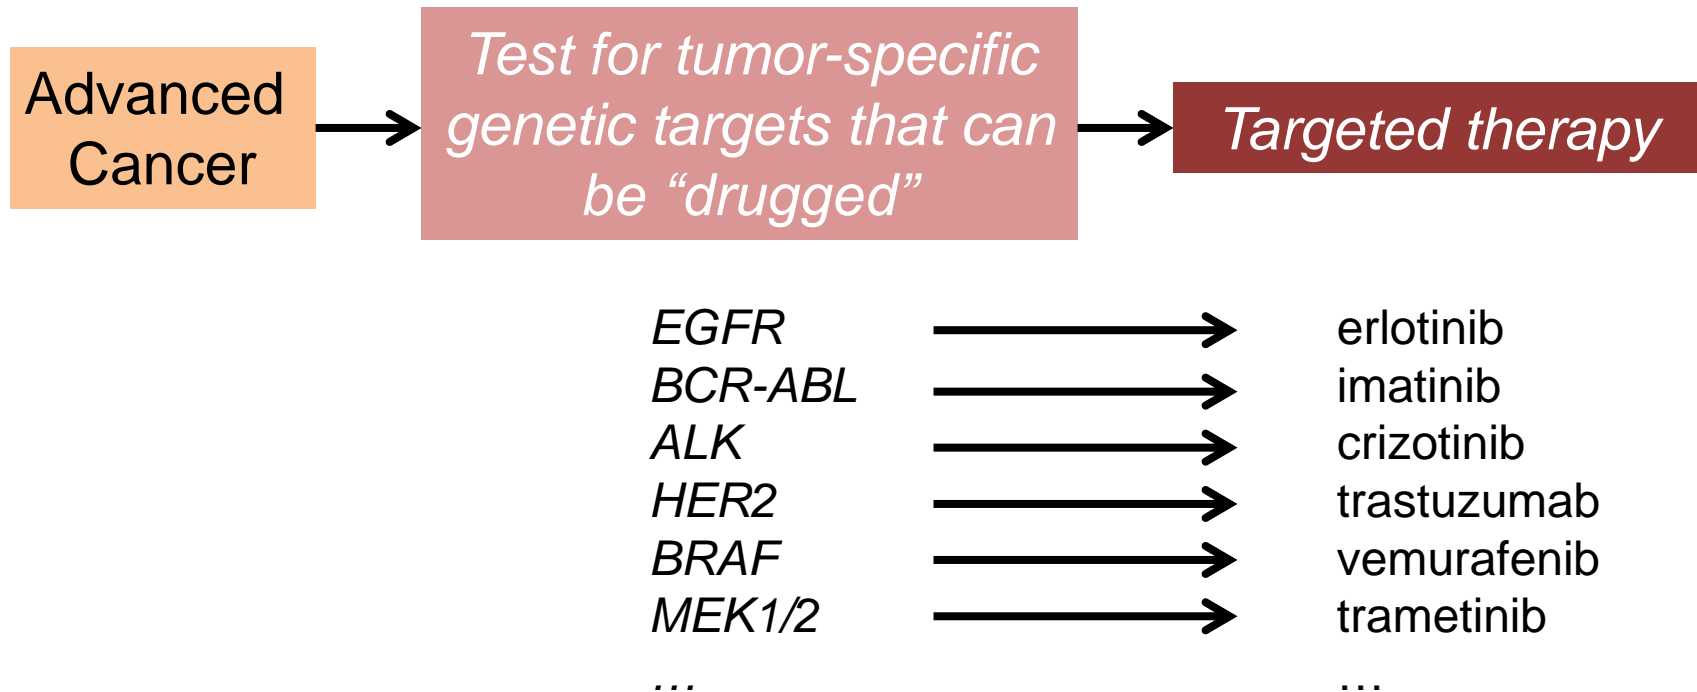 Advanced
Cancer
Test for tumor-specific
genetic targets that can
be “drugged”
Targeted therapy
EGFR erlotinib
BCR-ABL imatinib
ALK crizotinib
HER2 trastuzumab
BRAF vemurafenib
MEK1/2 trametinib
... ...